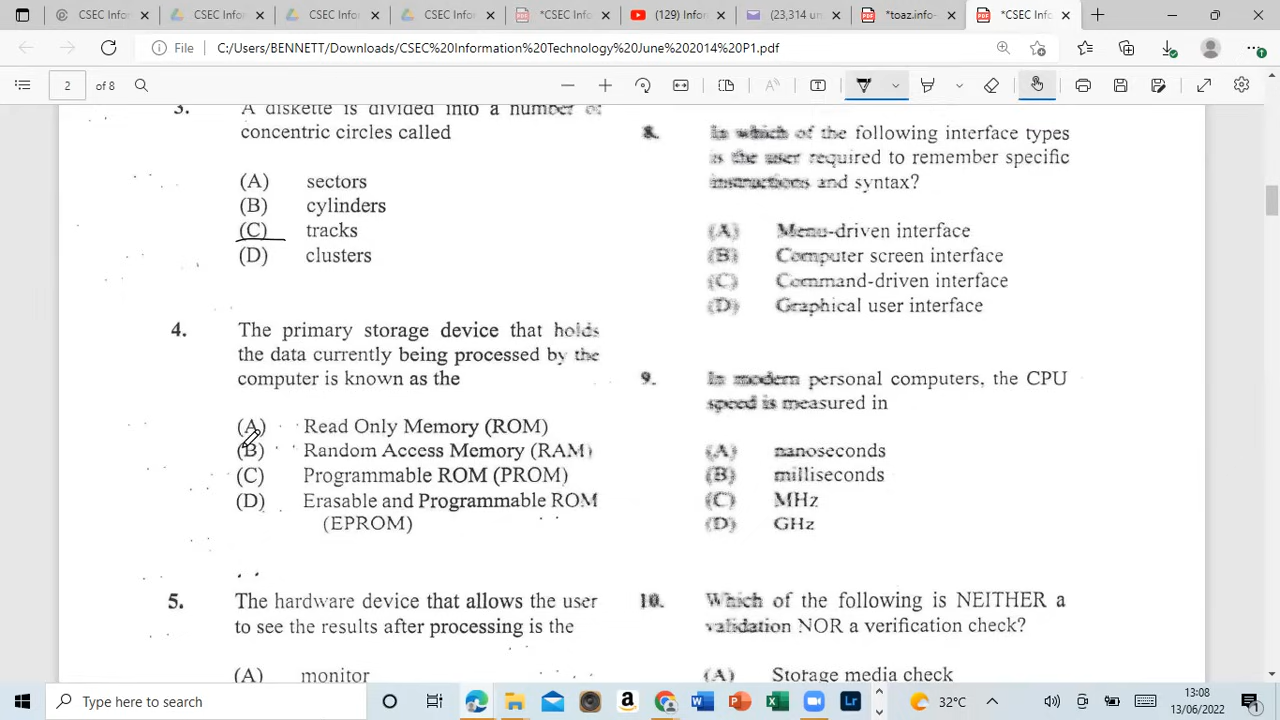 CSEC Infor
CSEC Infor
CSEC Infor
CSEC Infor
*CSEC Info
(129) Infor
(23,314 un
*toaz.info-
*CSEC Info
File
C:/Users/BENNETT/Downloads/CSEC%20Information%20Technology%20June%202014%20P1.pdf
2
of 8
3.
A diskette is divided into a number of
concentric circles called
(A) sectors
(B) cylinders
(C) tracks
(D) clusters
4.
The primary storage device that holds
the data currently being processed by the
computer is known as the
(A) Read Only Memory (ROM)
(B) Random Access Memory (RAM)
(C) Programmable ROM (PROM)
(D) Erasable and Programmable ROM
(EPROM)
5.
The hardware device that allows the user
to see the results after processing is the
(A) monitor
8.
In which of the following interface types
is the user required to remember specific
instructions and syntax?
(A) Menu-driven interface
(B) Computer screen interface
(C) Command-driven interface
(D) Graphical user interface
9.
In modern personal computers, the CPU
speed is measured in
(A) nanoseconds
(B) milliseconds
(C) MHz
(D) GHz
10.
Which of the following is NEITHER a
validation NOR a verification check?
(A) Storage media check
Type here to search
32°C
13:08
13/06/2022